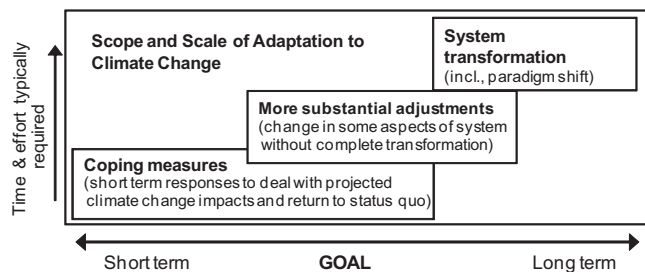 Time & effort typically
required
Scope and Scale of Adaptation to
Climate Change
System
transformation
(incl., paradigm shift)
More substantial adjustments
(change in some aspects of system
without complete transformation)
Coping measures
(short term responses to deal with projected
climate change impacts and return to status quo)
Short term
GOAL
Long term